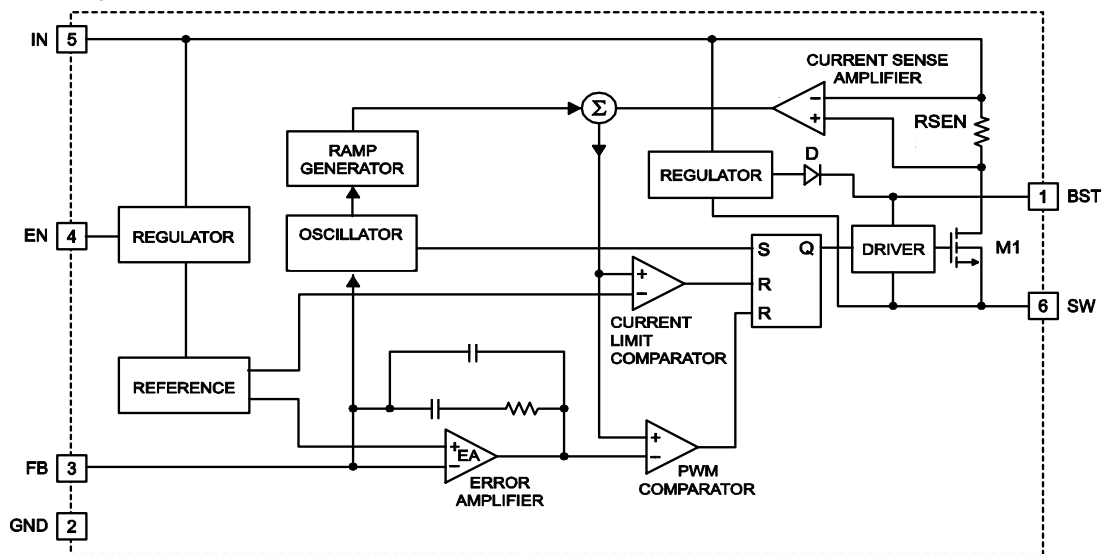 IN 5
CURRENT SENSE
AMPLIFIER
Σ
- 
+
RSEN
RAMP
GENERATOR
REGULATOR
D
1 BST
EN 4
REGULATOR
OSCILLATOR
S Q
DRIVER
M1
+
-
R
R
6 SW
CURRENT
LIMIT
COMPARATOR
REFERENCE
+
EA
-
+
-
FB 3
ERROR
AMPLIFIER
PWM
COMPARATOR
GND 2